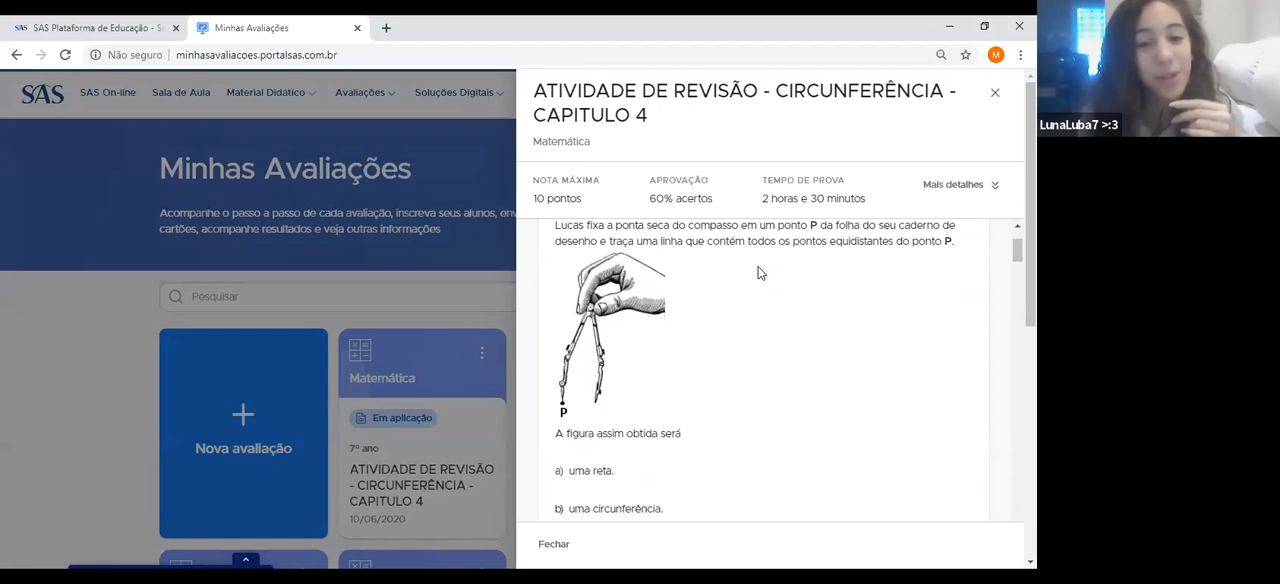 SAS SAS Plataforma de Educação - S
Minhas Avaliações
Não seguro | minhasavaliacoes.portalsas.com.br
M
SAS
SAS On-line
Sala de Aula
Material Didático
Avaliações
Soluções Digitais
Minhas Avaliações
Acompanhe o passo a passo de cada avaliação, inscreva seus alunos, env
cartões, acompanhe resultados e veja outras informações
Pesquisar
Nova avaliação
Matemática
Em aplicação
7º ano
ATIVIDADE DE REVISÃO
- CIRCUNFERÊNCIA -
CAPITULO 4
10/06/2020
ATIVIDADE DE REVISÃO - CIRCUNFERÊNCIA -
CAPITULO 4
Matemática
NOTA MÁXIMA
10 pontos
APROVAÇÃO
60% acertos
TEMPO DE PROVA
2 horas e 30 minutos
Mais detalhes
Lucas fixa a ponta seca do compasso em um ponto P da folha do seu caderno de
desenho e traça uma linha que contém todos os pontos equidistantes do ponto P.
P
A figura assim obtida será
a) uma reta.
b) uma circunferência.
Fechar
LunaLuba7 >:3